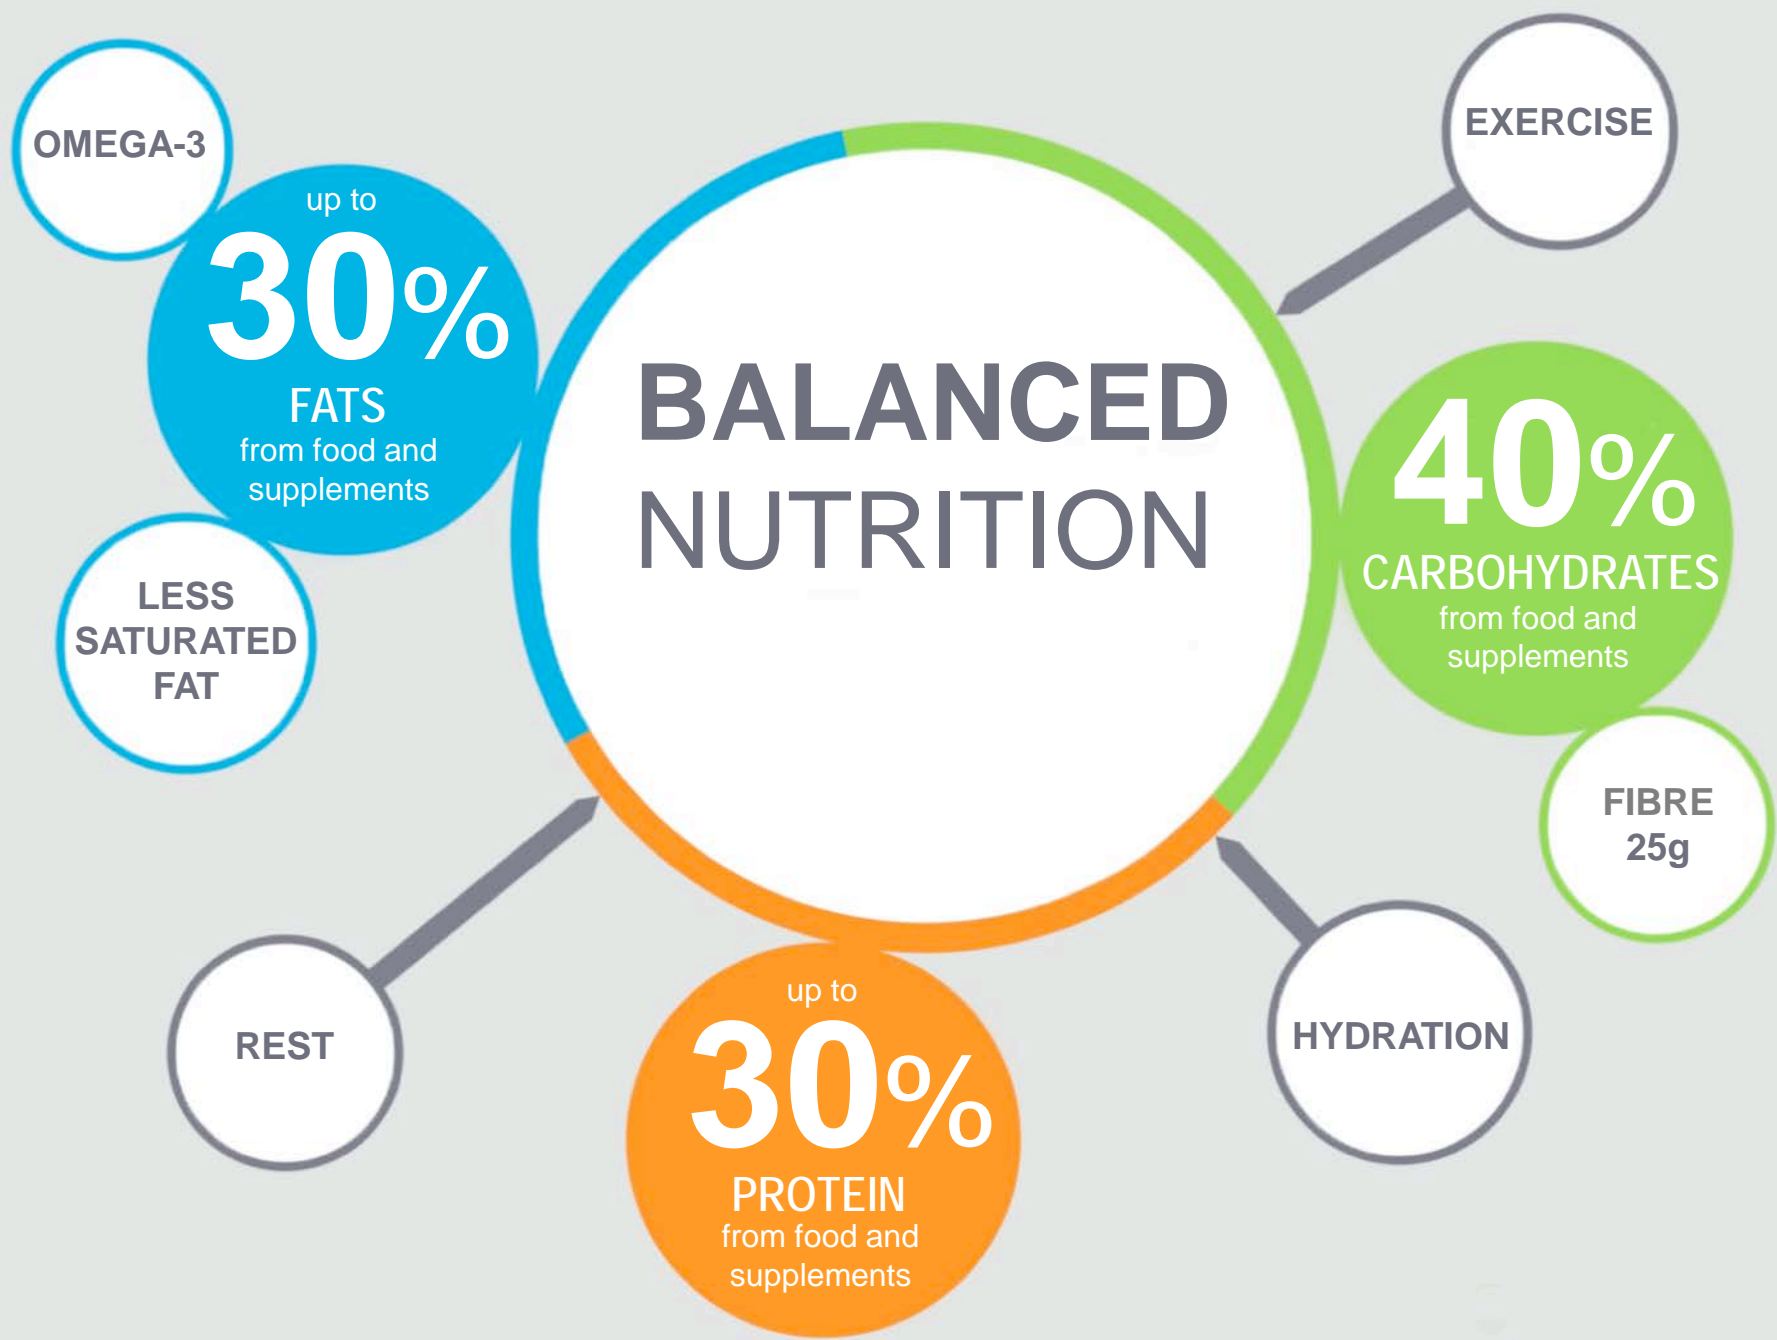 BALANCED
NUTRITION
OMEGA-3
up to
30%
FATS
from food and
supplements
LESS
SATURATED
FAT
EXERCISE
40%
CARBOHYDRATES
from food and
supplements
FIBRE
25g
REST
up to
30%
PROTEIN
from food and
supplements
HYDRATION